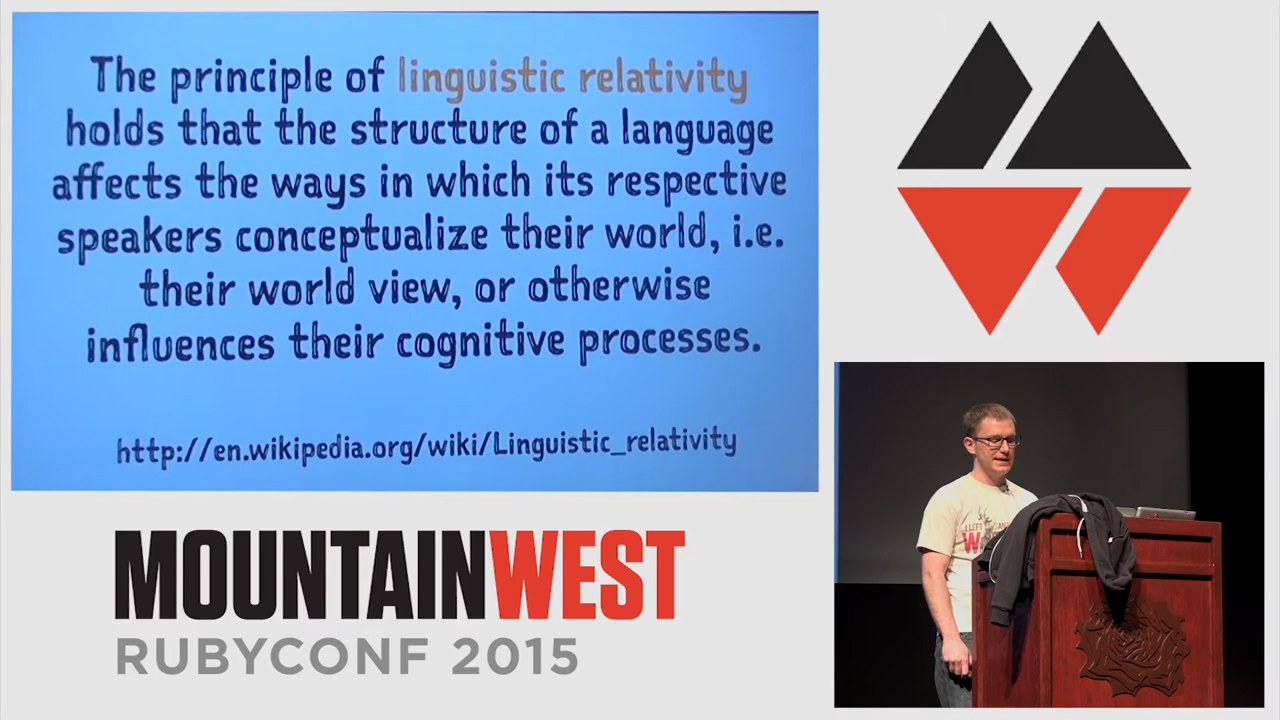 The principle of linguistic relativity
holds that the structure of a language
affects the ways in which its respective
speakers conceptualize their world, i.e.
their world view, or otherwise
influences their cognitive processes.
http://en.wikipedia.org/wiki/Linguistic_relativity
MOUNTAINWEST
RUBYCONF 2015